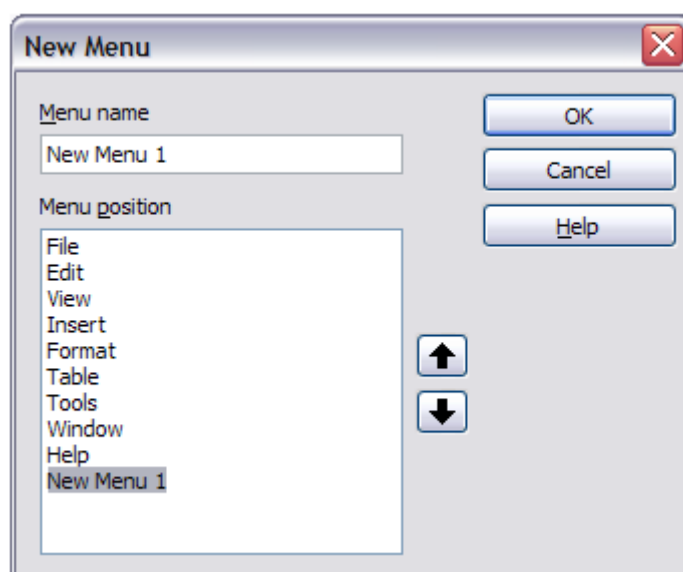 New Menu
Menu name
New Menu 1
OK
Cancel
Help
Menu position
File
Edit
View
Insert
Format
Table
Tools
Window
Help
New Menu 1